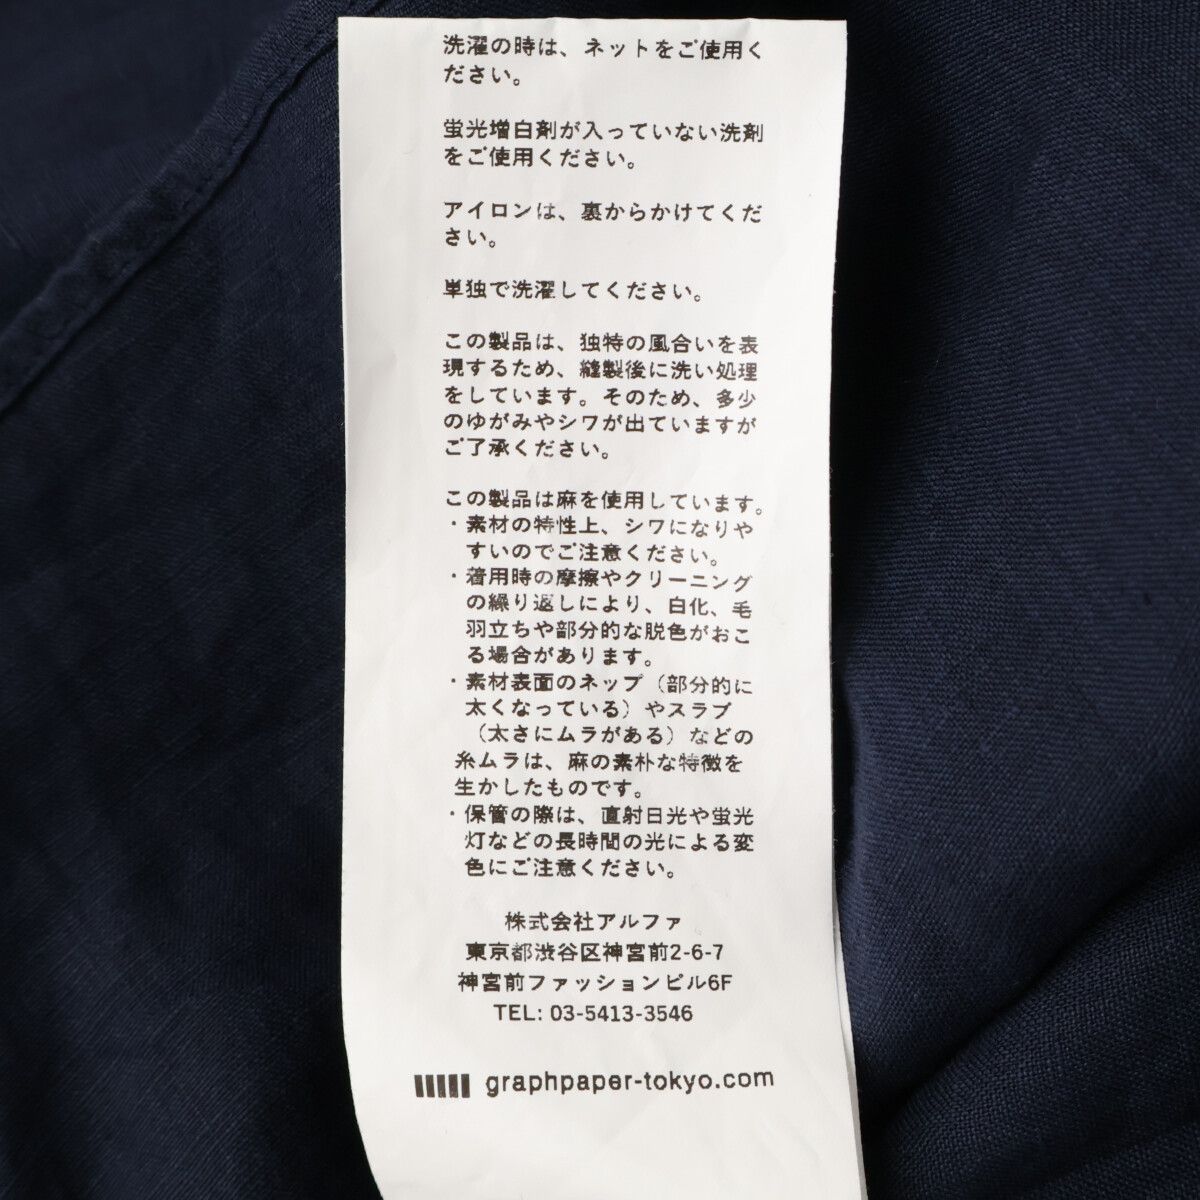 洗濯の時は、ネットをご使用く
ださい。
蛍光増白剤が入っていない洗剤
をご使用ください。
アイロンは、裏からかけてくだ
さい。
単独で洗濯してください。
この製品は、独特の風合いを表
現するため、縫製後に洗い処理
をしています。そのため、多少
のゆがみやシワが出ていますが
ご了承ください。
この製品は麻を使用しています。
・素材の特性上、シワになりや
すいのでご注意ください。
・着用時の摩擦やクリーニング
の繰り返しにより、白化、毛
羽立ちや部分的な脱色がおこ
る場合があります。
・素材表面のネップ（部分的に
太くなっている）やスラブ
（太さにムラがある）などの
糸ムラは、麻の素朴な特徴を
生かしたものです。
・保管の際は、直射日光や蛍光
灯などの長時間の光による変
色にご注意ください。
株式会社アルファ
東京都渋谷区神宮前2-6-7
神宮前ファッションビル6F
TEL: 03-5413-3546
graphpaper-tokyo.com